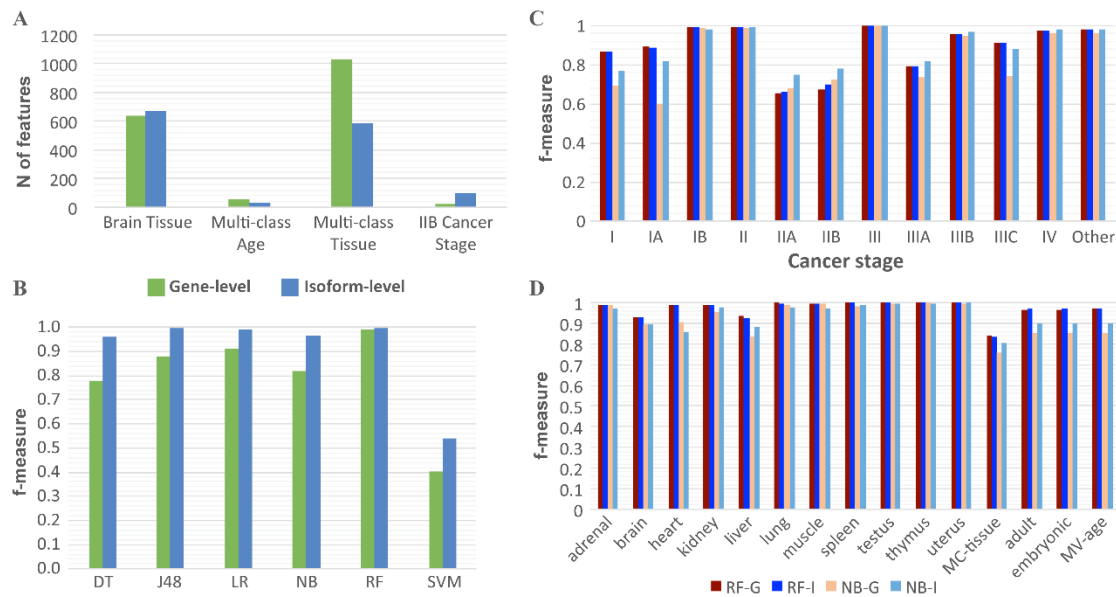 A
1200
1000
800
600
400
200
0
N of features
Brain Tissue
Multi-class
Age
Multi-class
Tissue
IIB Cancer
Stage
B
Gene-level
Isoform-level
1.0
0.9
0.8
0.7
0.6
0.5
0.4
0.3
0.2
0.1
0.0
f-measure
DT J48 LR NB RF SVM
C
1
0.8
0.6
0.4
0.2
0
f-measure
I IA IB II IIA IIB III IIIA IIIB IIIC IV Other
Cancer stage
D
1
0.9
0.8
0.7
0.6
0.5
0.4
0.3
0.2
0.1
0
f-measure
adrenal brain heart kidney liver lung muscle spleen testus thymus uterus MC-tissue adult embryonic MV-age
RF-G RF-I NB-G NB-I